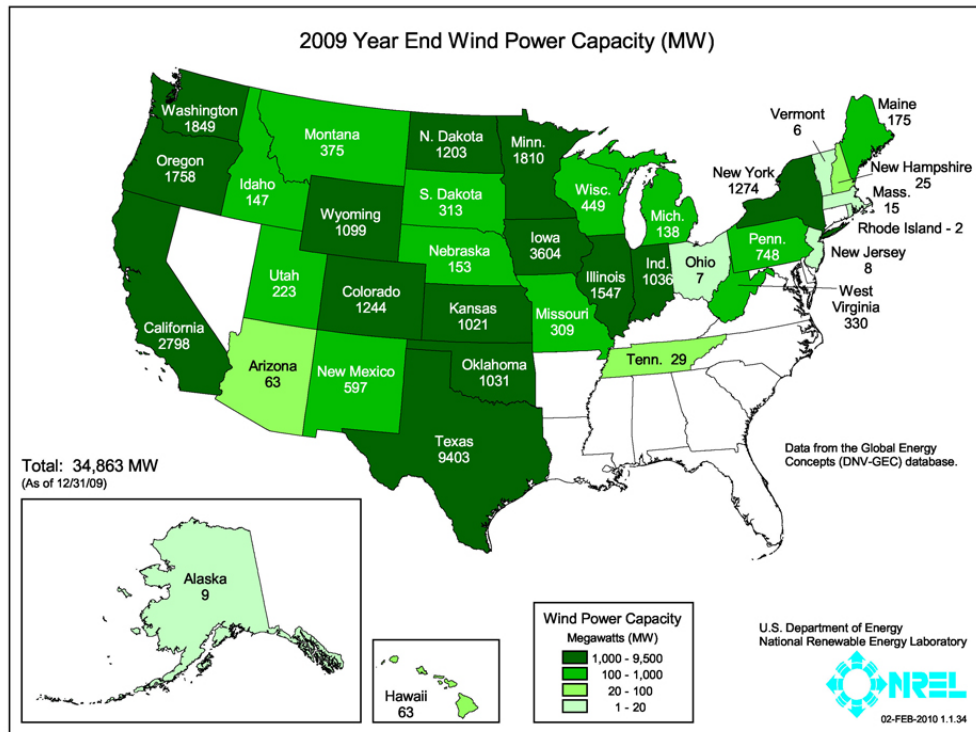 2009 Year End Wind Power Capacity (MW)
Washington
1849
Oregon
1758
California
2798
Idaho
147
Montana
375
Wyoming
1099
Utah
223
Colorado
1244
Arizona
63
New Mexico
597
N. Dakota
1203
S. Dakota
313
Nebraska
153
Kansas
1021
Oklahoma
1031
Texas
9403
Minn.
1810
Iowa
3604
Missouri
309
Wisc.
449
Illinois
1547
Mich.
138
Ind.
1036
Ohio
7
Tenn. 29
Penn.
748
New York
1274
Vermont
6
Maine
175
New Hampshire
25
Mass.
15
Rhode Island - 2
New Jersey
8
West
Virginia
330
Data from the Global Energy
Concepts (DNV-GEC) database.
Total: 34,863 MW
(As of 12/31/09)
Alaska
9
Hawaii
63
Wind Power Capacity
Megawatts (MW)
1,000 - 9,500
100 - 1,000
20 - 100
1 - 20
U.S. Department of Energy
National Renewable Energy Laboratory
NREL
02-FEB-2010 1.1.34